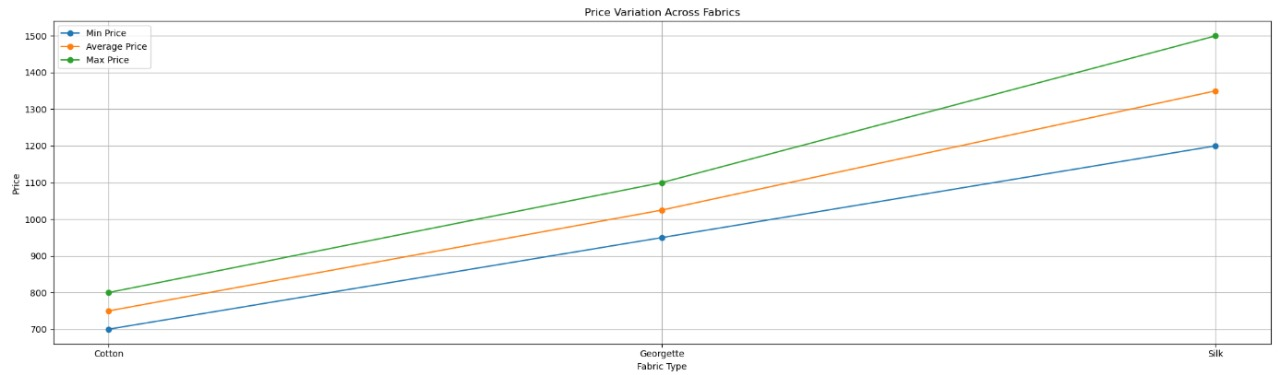 Price Variation Across Fabrics
Min Price
Average Price
Max Price
1500
1400
1300
1200
1100
1000
900
800
700
Price
Cotton
Georgette
Silk
Fabric Type